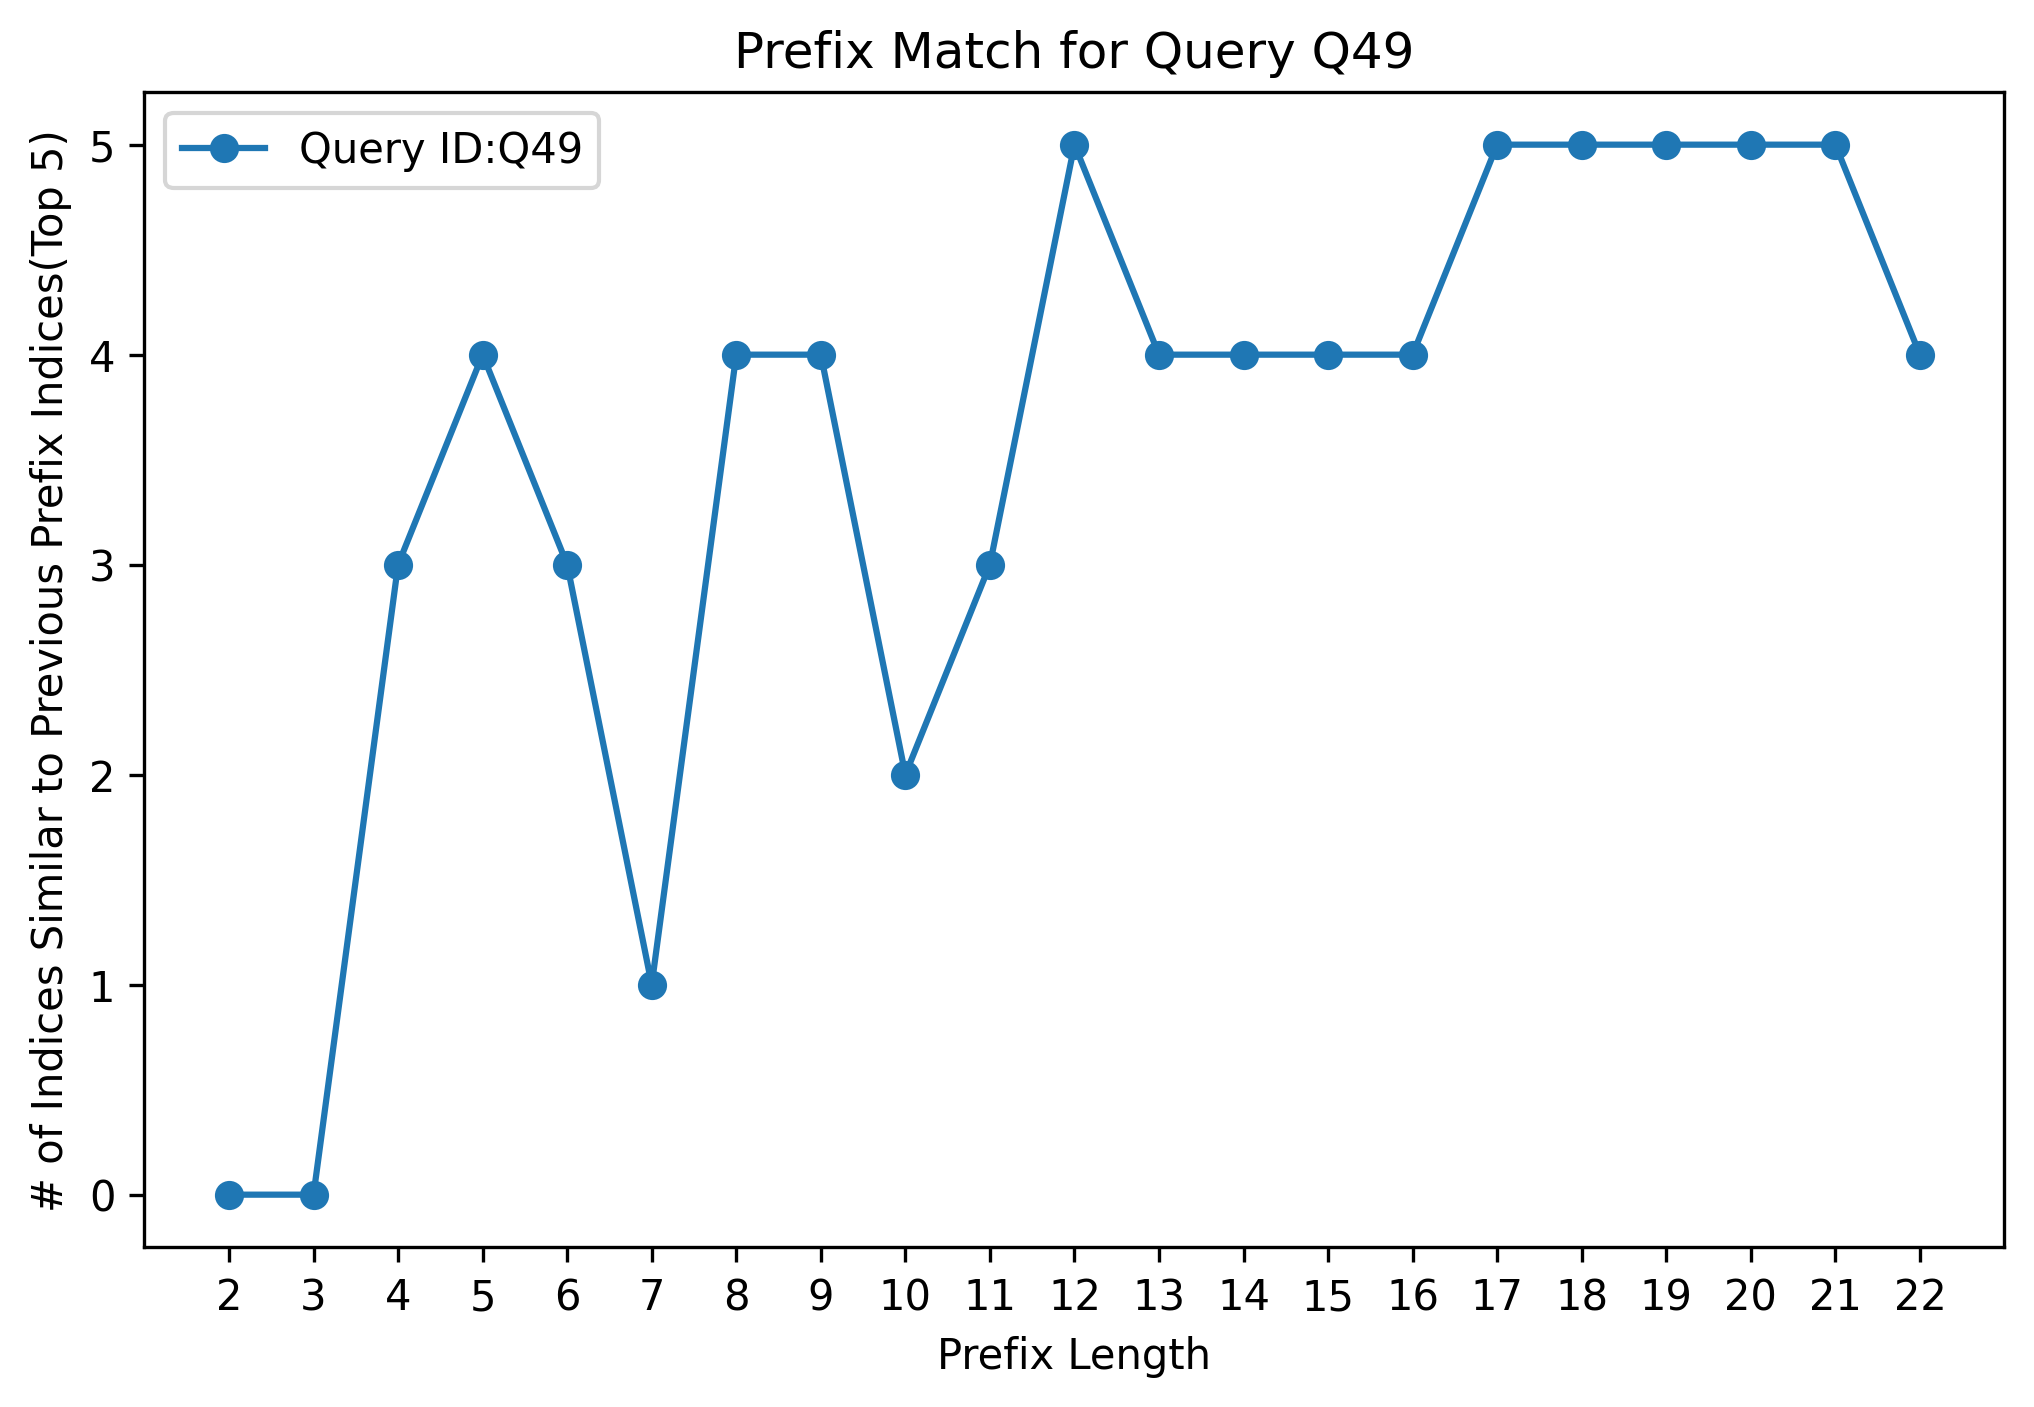 Prefix Match for Query Q49
Query ID:Q49
# of Indices Similar to Previous Prefix Indices(Top 5)
5
4
3
2
1
0
2 3 4 5 6 7 8 9 10 11 12 13 14 15 16 17 18 19 20 21 22
Prefix Length